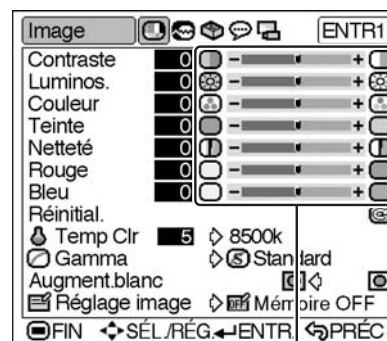 Image ENTR1
Contraste 0 - +
Luminos. 0 - +
Couleur 0 - +
Teinte 0 - +
Netteté 0 - +
Rouge 0 - +
Bleu 0 - +
Réinitial.
Temp Clr 5 8500k
Gamma S Standard
Augment.blanc
Réglage image OFF Mémoire OFF
FIN SÉL./RÉG. ENTR. PRÉC